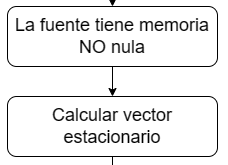 La fuente tiene memoria
NO nula
Calcular vector
estacionario